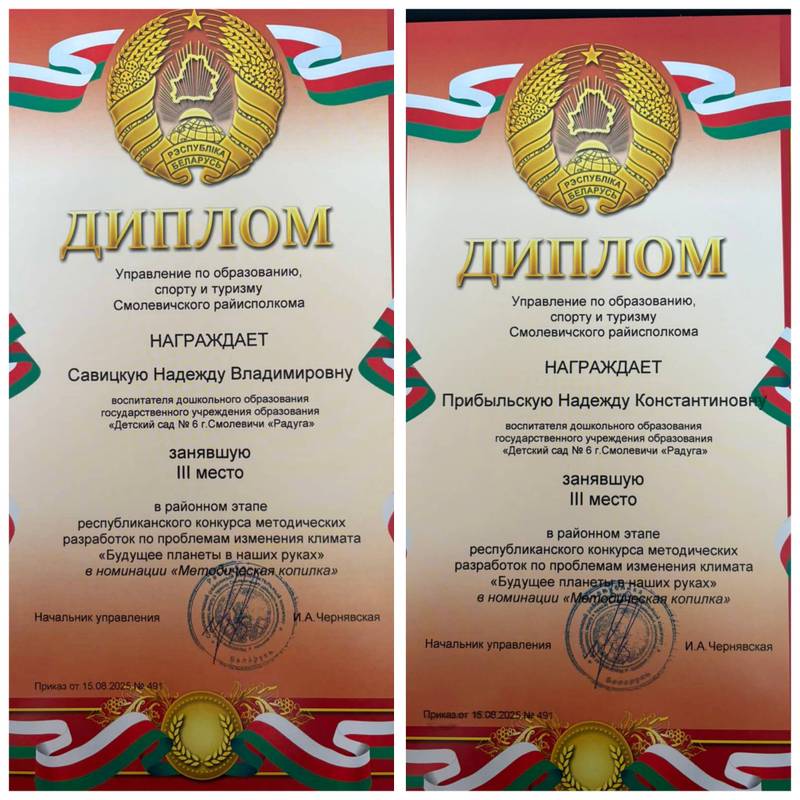 РЭСПУБЛІКА
БЕЛАРУСЬ
ДИПЛОМ
Управление по образованию,
спорту и туризму
Смолевичского райисполкома
НАГРАЖДАЕТ
Савицкую Надежду Владимировну
воспитателя дошкольного образования
государственного учреждения образования
«Детский сад № 6 г.Смолевичи «Радуга»
занявшую
III место
в районном этапе
республиканского конкурса методических
разработок по проблемам изменения климата
«Будущее планеты в наших руках»
в номинации «Методическая копилка»
Начальник управления И.А.Чернявская
Беларусь
Приказ от 15.08.2025 № 491
РЭСПУБЛІКА
БЕЛАРУСЬ
ДИПЛОМ
Управление по образованию,
спорту и туризму
Смолевичского райисполкома
НАГРАЖДАЕТ
Прибыльскую Надежду Константиновну
воспитателя дошкольного образования
государственного учреждения образования
«Детский сад № 6 г.Смолевичи «Радуга»
занявшую
III место
в районном этапе
республиканского конкурса методических
разработок по проблемам изменения климата
«Будущее планеты в наших руках»
в номинации «Методическая копилка»
Начальник управления И.А.Чернявская
Беларусь
Приказ от 15.08.2025 № 491